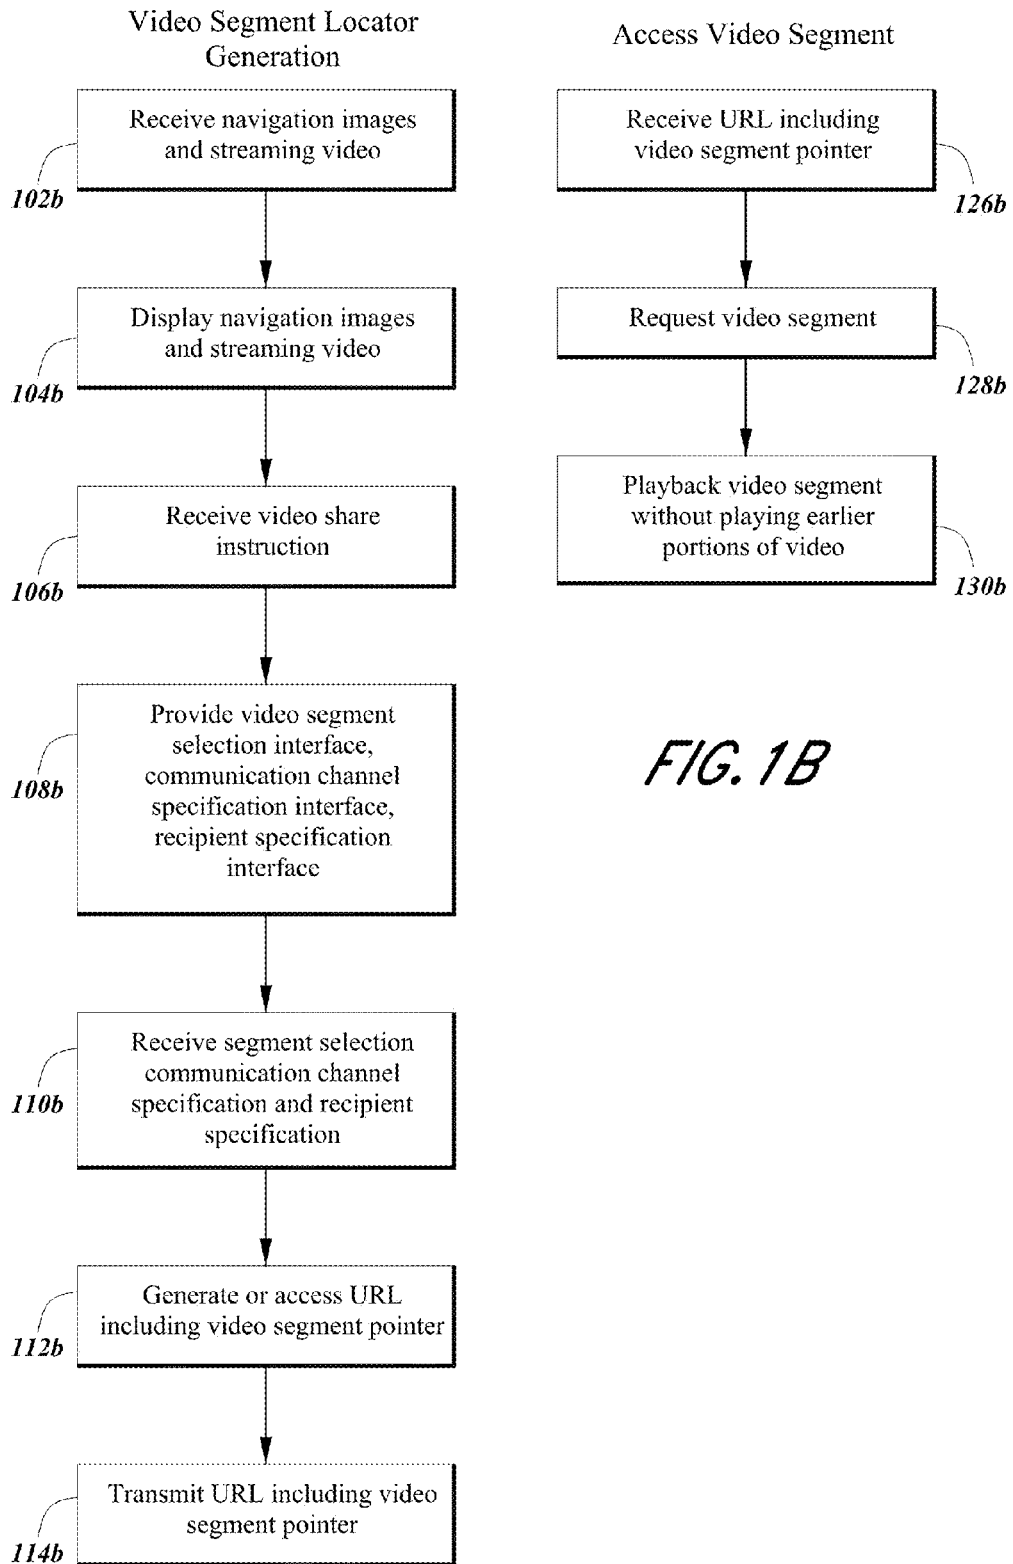 Video Segment Locator
Generation
Receive navigation images
and streaming video
102b
Display navigation images
and streaming video
104b
Receive video share
instruction
106b
Provide video segment
selection interface,
communication channel
specification interface,
recipient specification
interface
108b
Receive segment selection
communication channel
specification and recipient
specification
110b
Generate or access URL
including video segment pointer
112b
Transmit URL including video
segment pointer
114b
Access Video Segment
Receive URL including
video segment pointer
126b
Request video segment
128b
Playback video segment
without playing earlier
portions of video
130b
FIG. 1B